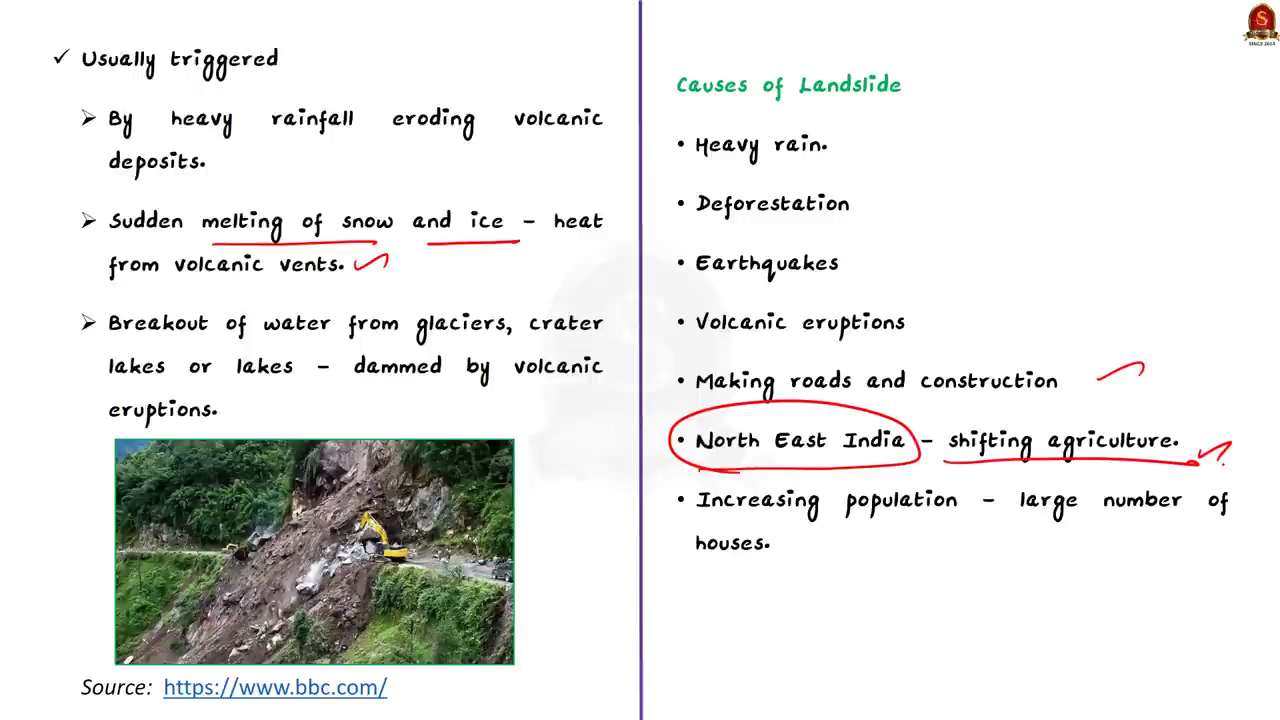 ✓ Usually triggered
➢ By heavy rainfall eroding volcanic
deposits.
➢ Sudden melting of snow and ice – heat
from volcanic vents.
➢ Breakout of water from glaciers, crater
lakes or lakes – dammed by volcanic
eruptions.
Source: https://www.bbc.com/
Causes of Landslide
• Heavy rain.
• Deforestation
• Earthquakes
• Volcanic eruptions
• Making roads and construction
• North East India – shifting agriculture.
• Increasing population – large number of
houses.
S
SINCE 2004